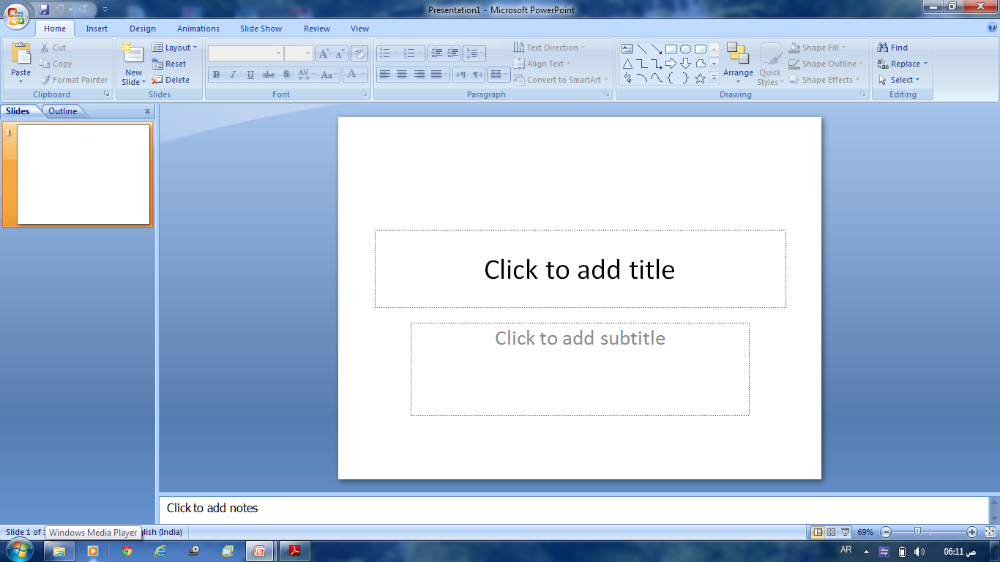 Presentation1 - Microsoft PowerPoint
Home Insert Design Animations Slide Show Review View
Paste
Cut
Copy
Format Painter
Clipboard
New Slide
Layout
Reset
Delete
Slides
B I U abc S AV Aa A
Font
Text Direction
Align Text
Convert to SmartArt
Paragraph
Arrange
Quick Styles
Shape Fill
Shape Outline
Shape Effects
Drawing
Find
Replace
Select
Editing
Slides Outline x
1
Click to add title
Click to add subtitle
Click to add notes
Slide 1 of
Windows Media Player
glish (India)
69%
AR
06:11 ص